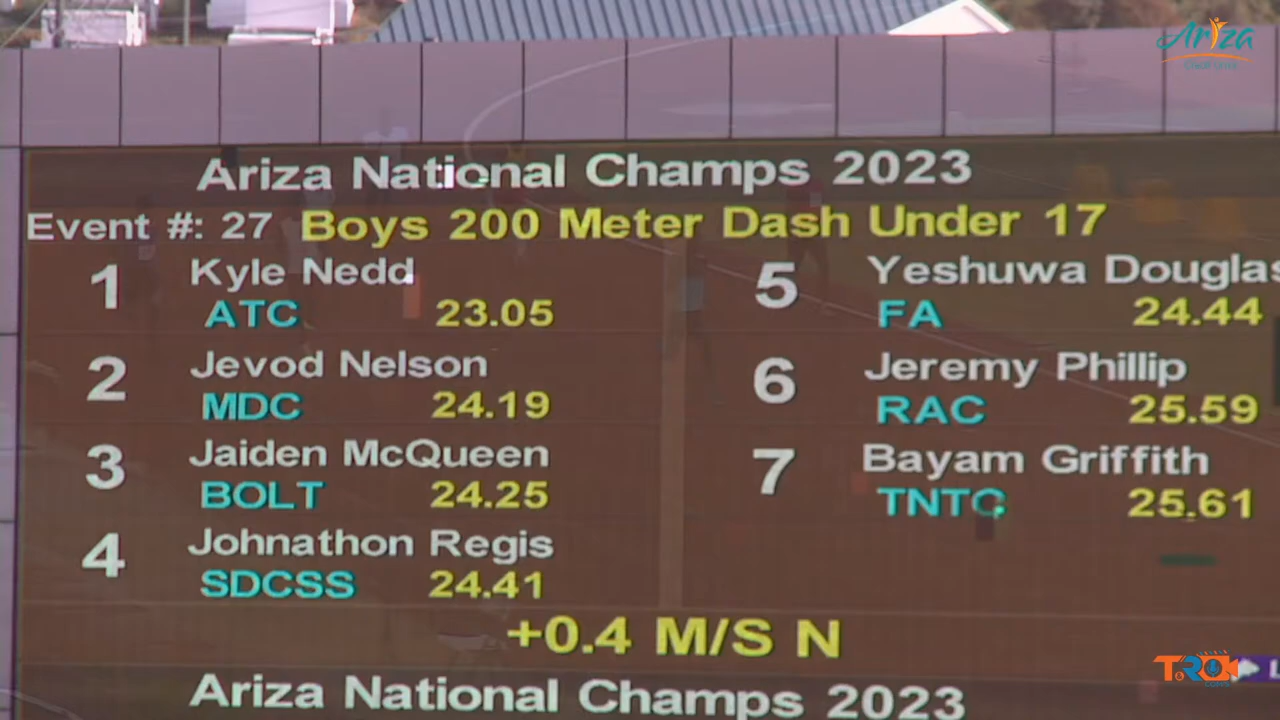 Ariza
Ariza National Champs 2023
Event #: 27 Boys 200 Meter Dash Under 17
1 Kyle Nedd
ATC 23.05
2 Jevod Nelson
MDC 24.19
3 Jaiden McQueen
BOLT 24.25
4 Johnathon Regis
SDCSS 24.41
5 Yeshuwa Douglas
FA 24.44
6 Jeremy Phillip
RAC 25.59
7 Bayam Griffith
TNTC 25.61
+0.4 M/S N
Ariza National Champs 2023